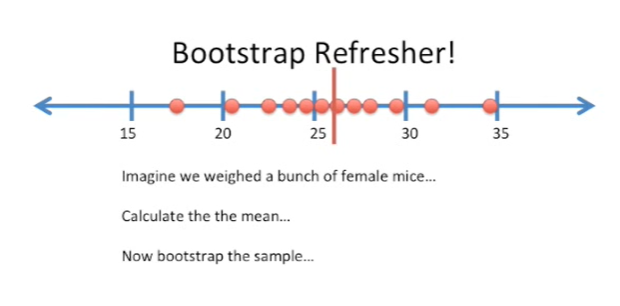 Bootstrap Refresher!
15 20 25 30 35
Imagine we weighed a bunch of female mice...
Calculate the the mean...
Now bootstrap the sample...